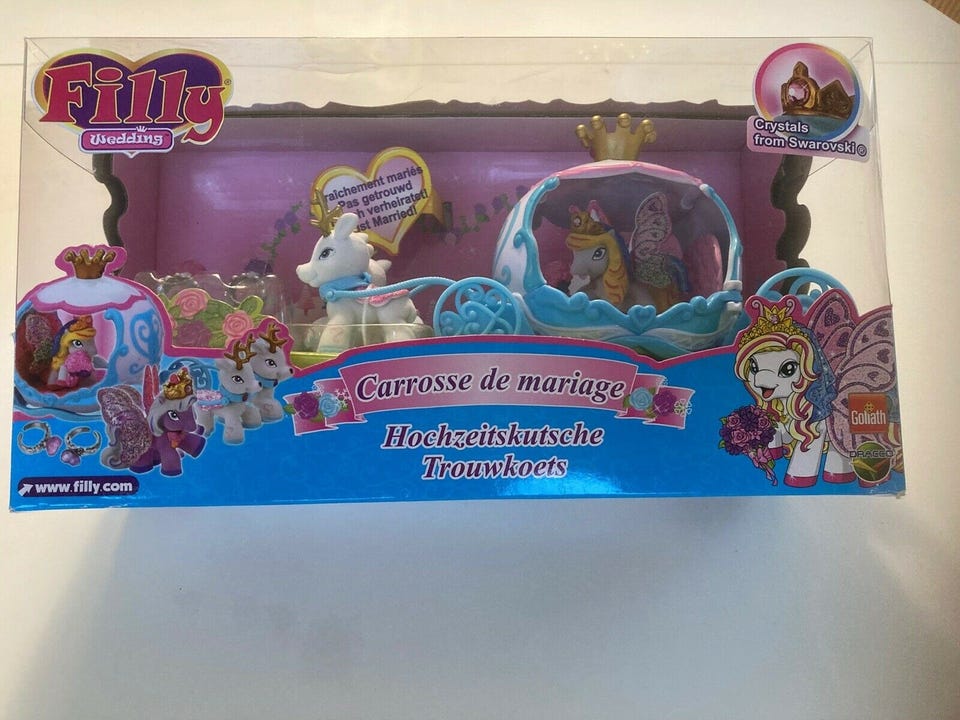 Filly
Wedding
Crystals
from Swarovski®
mariés
Pas getrouwd
verheiratet!
Married!
Carrosse de mariage
Hochzeitskutsche
Trouwkoets
Goliath
DRACCO
www.filly.com